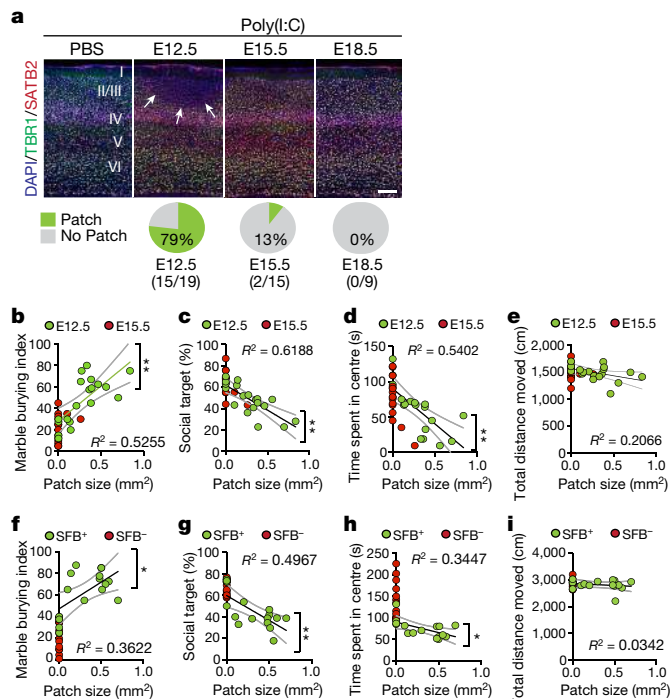 a
Poly(I:C)
PBS E12.5 E15.5 E18.5
DAPI/TBR1/SATB2
I
II/III
IV
V
VI
Patch
No Patch
79% 13% 0%
E12.5 E15.5 E18.5
(15/19) (2/15) (0/9)
b
E12.5 E15.5
Marble burying index
100
80
60
40
20
0
**
R² = 0.5255
0.0 0.5 1.0
Patch size (mm²)
c
E12.5 E15.5
Social target (%)
100
80
60
40
20
0
R² = 0.6188
**
0.0 0.5 1.0
Patch size (mm²)
d
E12.5 E15.5
Time spent in centre (s)
200
150
100
50
0
R² = 0.5402
**
0.0 0.5 1.0
Patch size (mm²)
e
E12.5 E15.5
Total distance moved (cm)
2,000
1,500
1,000
500
0
R² = 0.2066
0.0 0.5 1.0
Patch size (mm²)
f
SFB⁺ SFB⁻
Marble burying index
100
80
60
40
20
0
*
R² = 0.3622
0.0 0.5 1.0
Patch size (mm²)
g
SFB⁺ SFB⁻
Social target (%)
100
80
60
40
20
0
R² = 0.4967
**
0.0 0.5 1.0
Patch size (mm²)
h
SFB⁺ SFB⁻
Time spent in centre (s)
250
200
150
100
50
0
R² = 0.3447
*
0.0 0.5 1.0
Patch size (mm²)
i
SFB⁺ SFB⁻
Total distance moved (cm)
4,000
3,000
2,000
1,000
0
R² = 0.0342
0.0 0.5 1.0
Patch size (mm²)